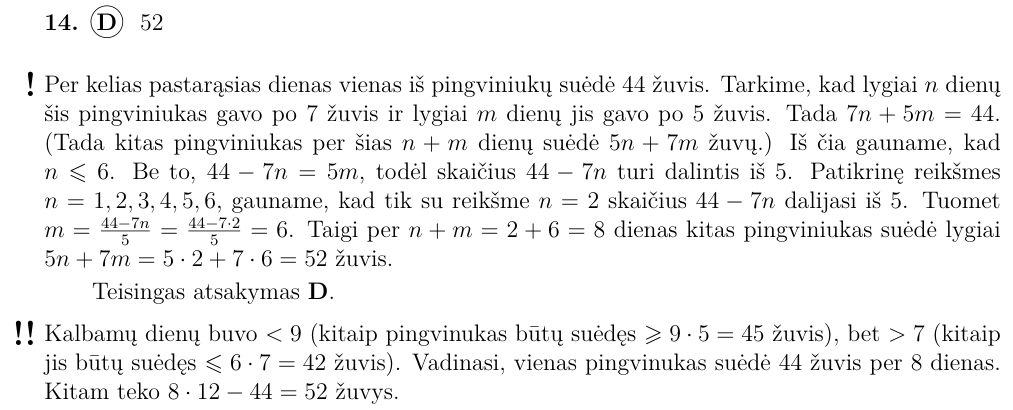 14. D 52
! Per kelias pastarąsias dienas vienas iš pingviniukų suėdė 44 žuvis. Tarkime, kad lygiai n dienų
šis pingviniukas gavo po 7 žuvis ir lygiai m dienų jis gavo po 5 žuvis. Tada 7n + 5m = 44.
(Tada kitas pingviniukas per šias n + m dienų suėdė 5n + 7m žuvų.) Iš čia gauname, kad
n ⩽ 6. Be to, 44 − 7n = 5m, todėl skaičius 44 − 7n turi dalintis iš 5. Patikrinę reikšmes
n = 1, 2, 3, 4, 5, 6, gauname, kad tik su reikšme n = 2 skaičius 44 − 7n dalijasi iš 5. Tuomet
m = \frac{44−7n}{5} = \frac{44−7·2}{5} = 6. Taigi per n + m = 2 + 6 = 8 dienas kitas pingviniukas suėdė lygiai
5n + 7m = 5 · 2 + 7 · 6 = 52 žuvis.
Teisingas atsakymas D.
!! Kalbamų dienų buvo < 9 (kitaip pingvinukas būtų suėdęs ⩾ 9 · 5 = 45 žuvis), bet > 7 (kitaip
jis būtų suėdęs ⩽ 6 · 7 = 42 žuvis). Vadinasi, vienas pingvinukas suėdė 44 žuvis per 8 dienas.
Kitam teko 8 · 12 − 44 = 52 žuvys.